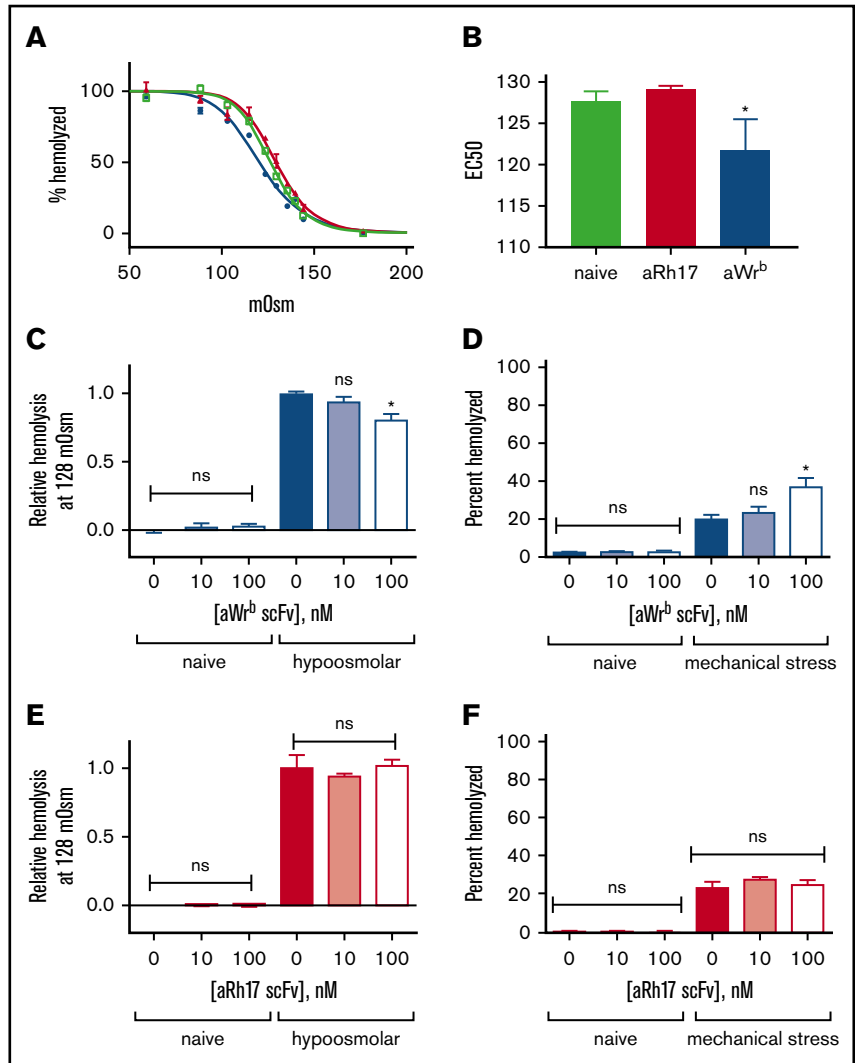 A
% hemolyzed
100
50
0
50
100
150
200
mOsm
B
EC50
130
125
120
115
110
*
naive
aRh17
aWrᵇ
C
Relative hemolysis
at 128 mOsm
1.0
0.5
0.0
ns
ns
*
0
10
100
0
10
100
[aWrᵇ scFv], nM
naive
hypoosmolar
D
Percent hemolyzed
100
80
60
40
20
0
ns
ns
*
0
10
100
0
10
100
[aWrᵇ scFv], nM
naive
mechanical stress
E
Relative hemolysis
at 128 mOsm
1.0
0.5
0.0
ns
ns
0
10
100
0
10
100
[aRh17 scFv], nM
naive
hypoosmolar
F
Percent hemolyzed
100
80
60
40
20
0
ns
ns
0
10
100
0
10
100
[aRh17 scFv], nM
naive
mechanical stress